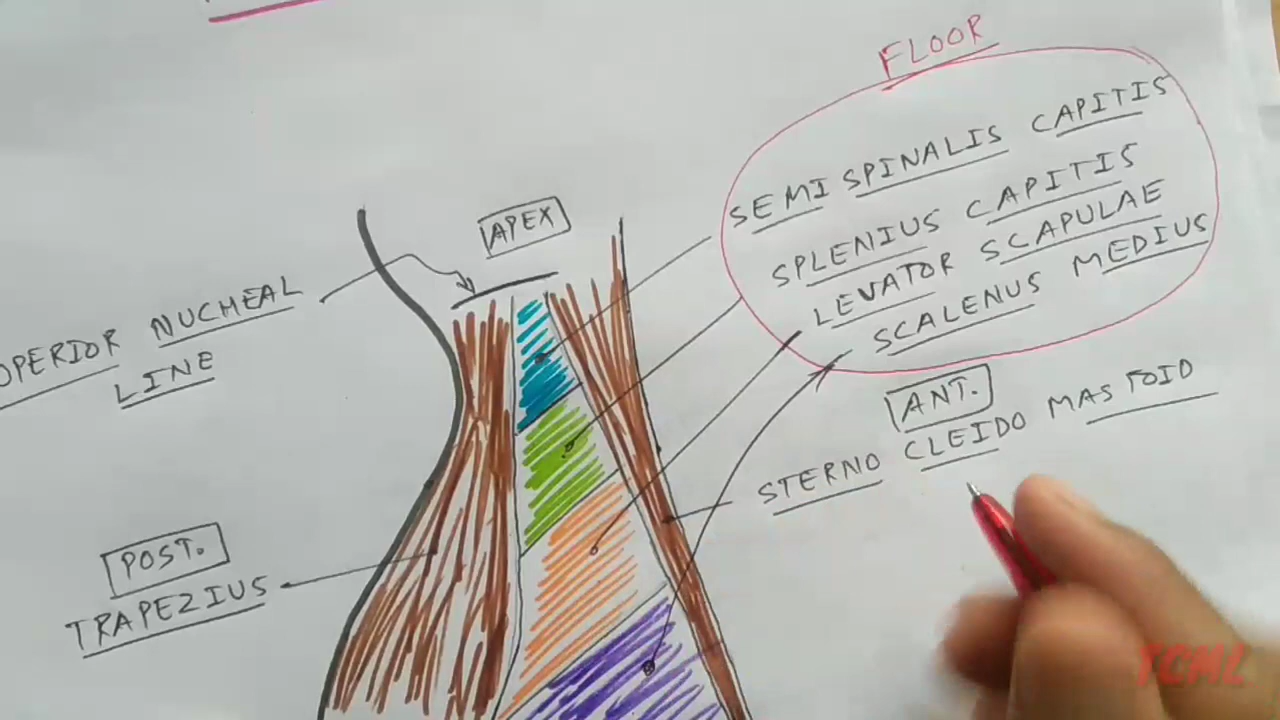 FLOOR
SEMI SPINALIS CAPITIS
SPLENIUS CAPITIS
LEVATOR SCAPULAE
SCALENUS MEDIUS
APEX
NUCHEAL
LINE
ANT.
STERNO CLEIDO MASTOID
POST.
TRAPEZIUS
TCML